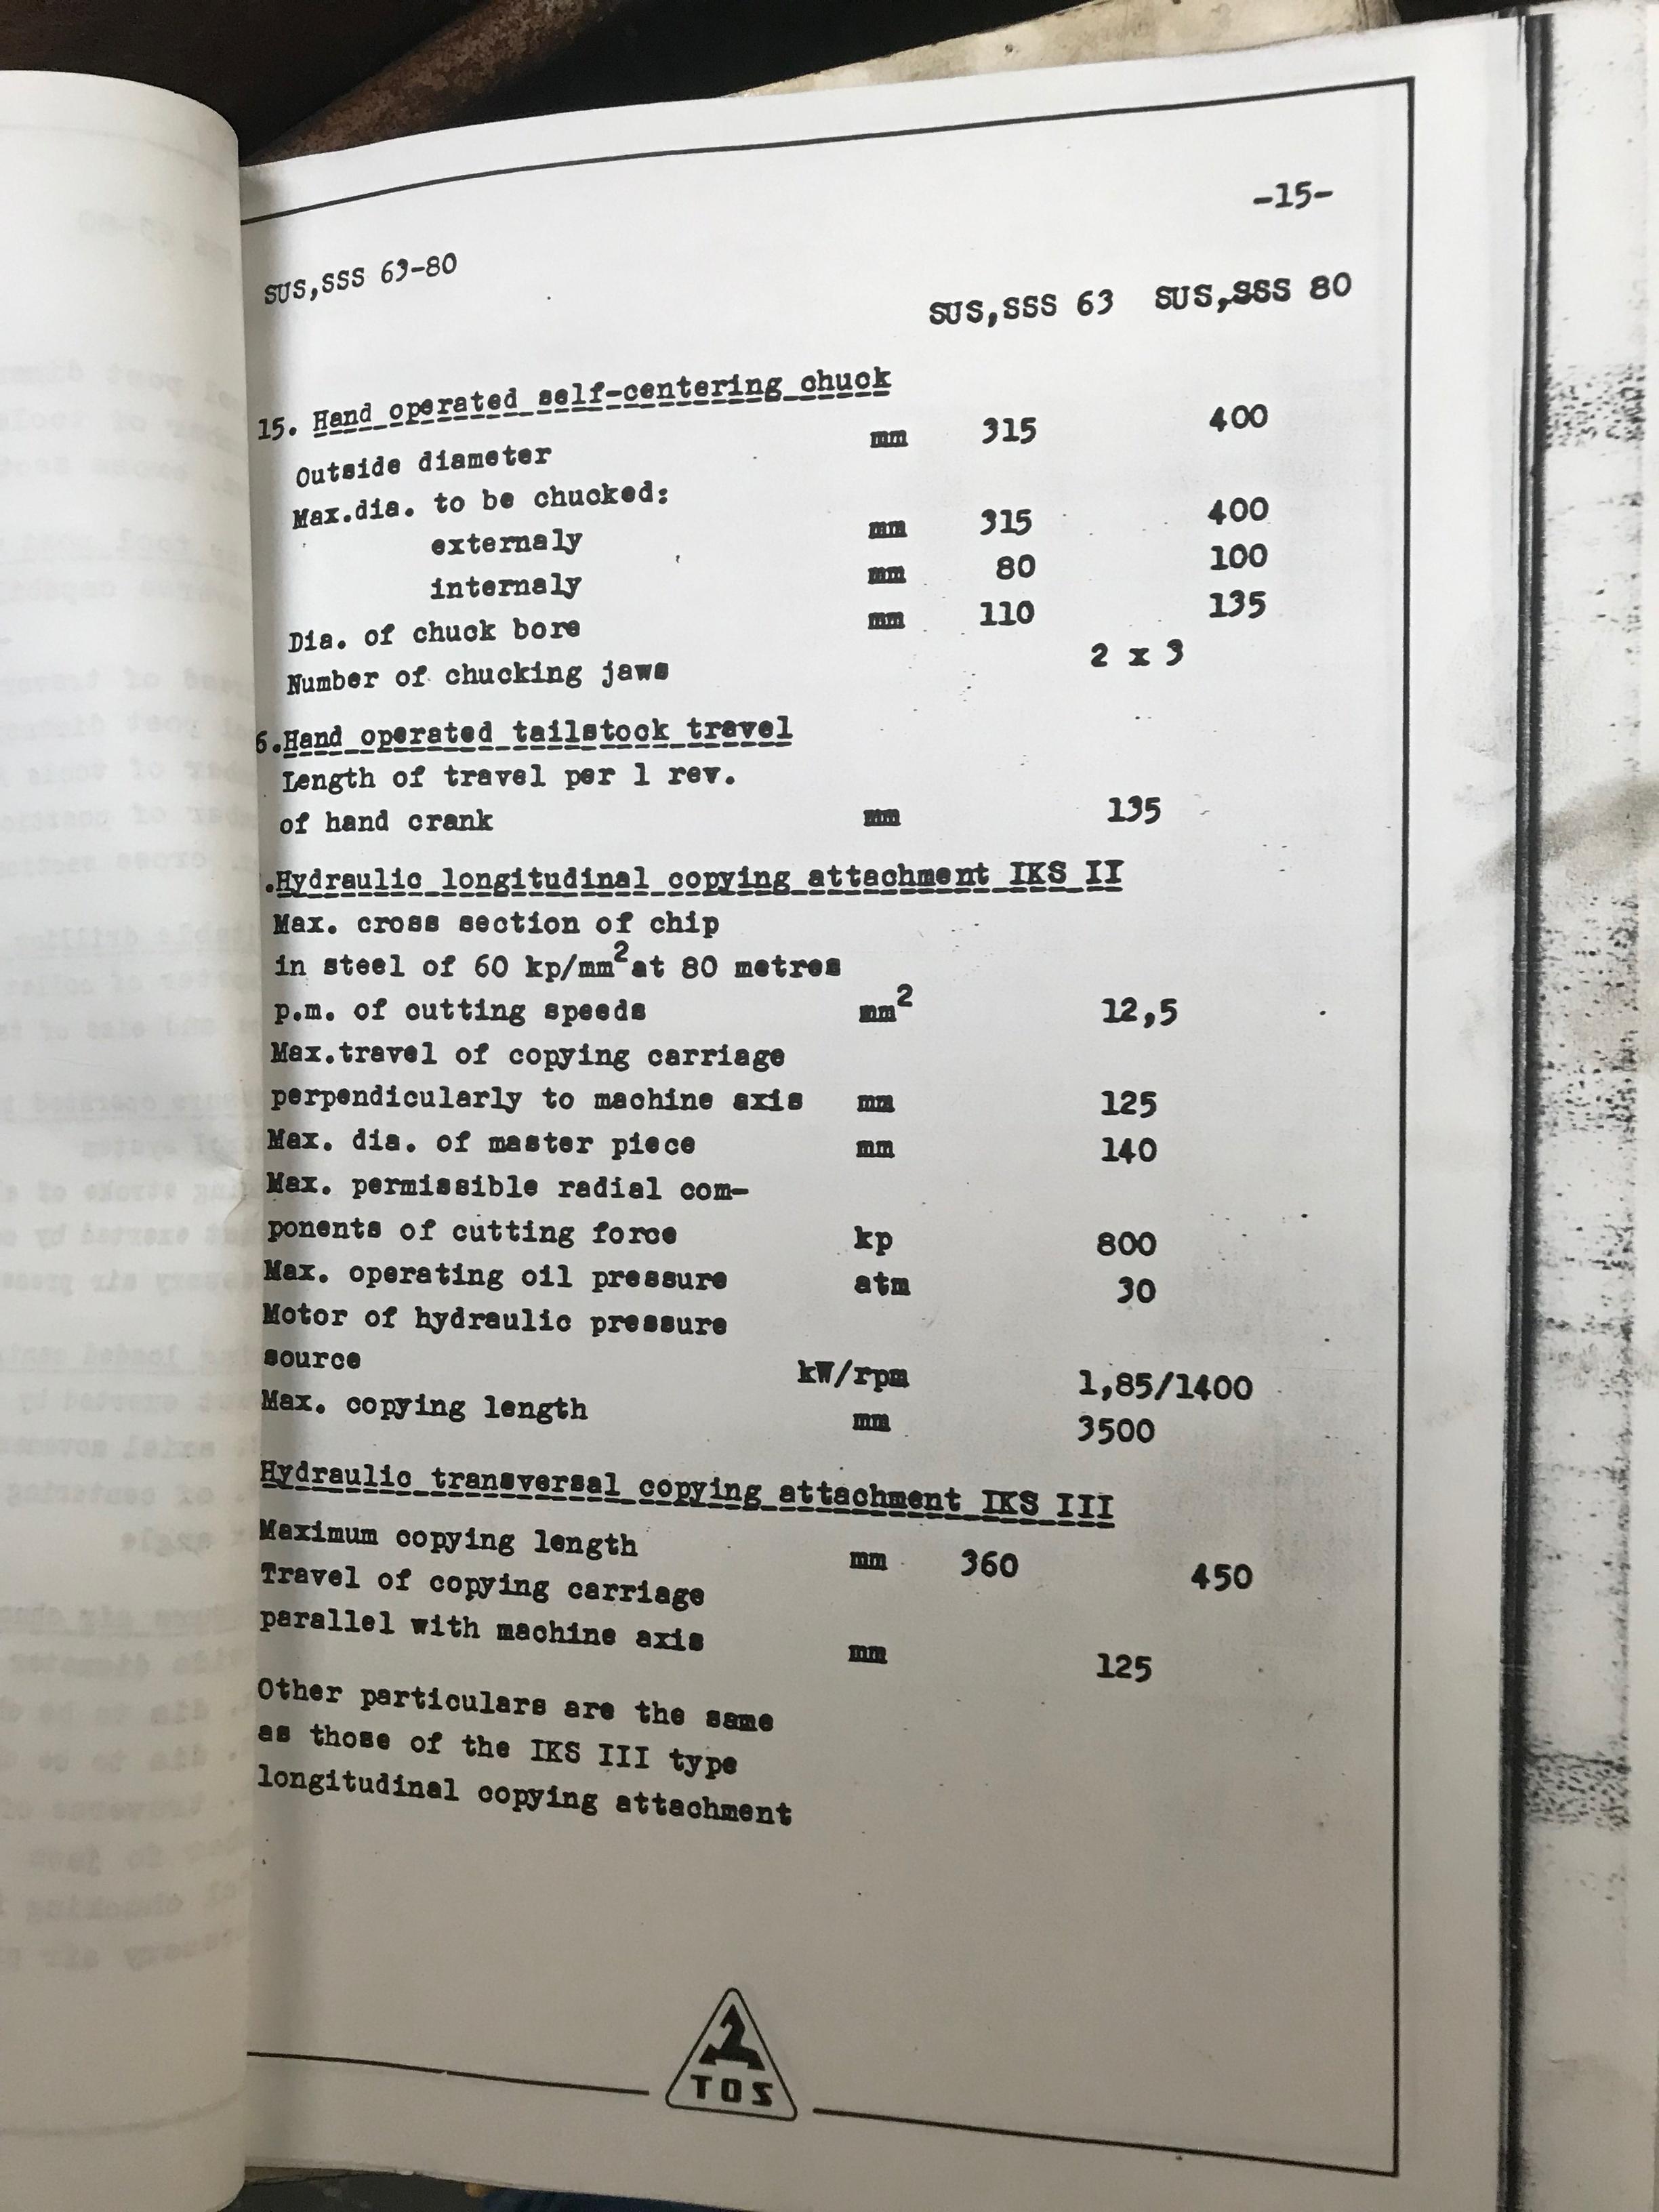 -15-
SUS,SSS 63-80
SUS,SSS 63 SUS,SSS 80
15. Hand operated self-centering chuck
Outside diameter mm 315 400
Max.dia. to be chucked:
externaly mm 315 400
internaly mm 80 100
Dia. of chuck bore mm 110 135
Number of chucking jaws 2 x 3
6.Hand operated tailstock travel
Length of travel per 1 rev.
of hand crank mm 135
.Hydraulic longitudinal copying attachment IKS II
Max. cross section of chip
in steel of 60 kp/mm² at 80 metres
p.m. of cutting speeds mm² 12,5
Max.travel of copying carriage
perpendicularly to machine axis mm 125
Max. dia. of master piece mm 140
Max. permissible radial com-
ponents of cutting force kp 800
Max. operating oil pressure atm 30
Motor of hydraulic pressure
source kW/rpm 1,85/1400
Max. copying length mm 3500
Hydraulic transversal copying attachment IKS III
Maximum copying length mm 360 450
Travel of copying carriage
parallel with machine axis mm 125
Other particulars are the same
as those of the IKS III type
longitudinal copying attachment
TOS